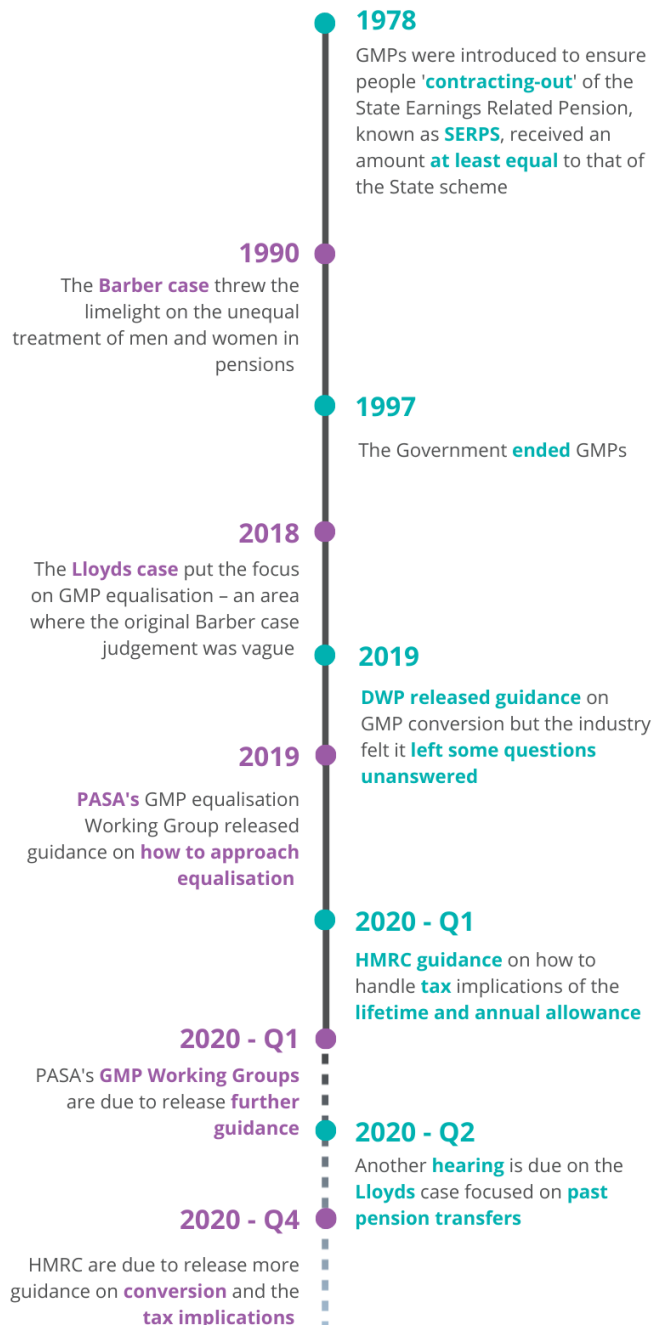 1978
GMPs were introduced to ensure
people 'contracting-out' of the
State Earnings Related Pension,
known as SERPS, received an
amount at least equal to that of
the State scheme
1990
The Barber case threw the
limelight on the unequal
treatment of men and women in
pensions
1997
The Government ended GMPs
2018
The Lloyds case put the focus
on GMP equalisation – an area
where the original Barber case
judgement was vague
2019
DWP released guidance on
GMP conversion but the industry
felt it left some questions
unanswered
2019
PASA's GMP equalisation
Working Group released
guidance on how to approach
equalisation
2020 - Q1
HMRC guidance on how to
handle tax implications of the
lifetime and annual allowance
2020 - Q1
PASA's GMP Working Groups
are due to release further
guidance
2020 - Q2
Another hearing is due on the
Lloyds case focused on past
pension transfers
2020 - Q4
HMRC are due to release more
guidance on conversion and the
tax implications